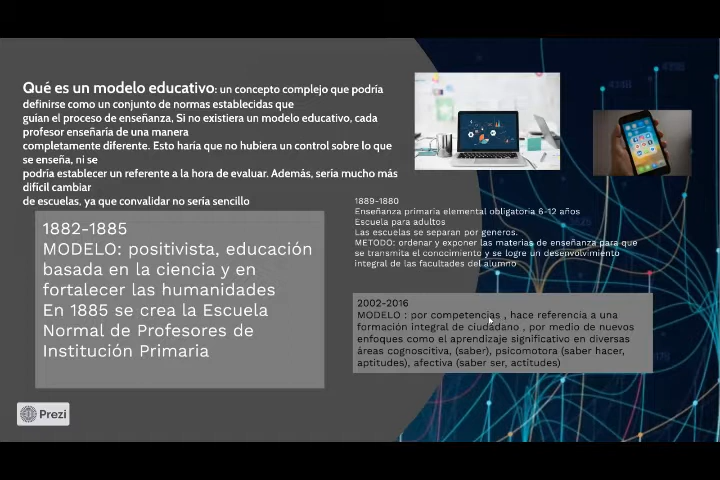 Qué es un modelo educativo: un concepto complejo que podría
definirse como un conjunto de normas establecidas que
guían el proceso de enseñanza, Si no existiera un modelo educativo, cada
profesor enseñaría de una manera
completamente diferente. Esto haría que no hubiera un control sobre lo que
se enseña, ni se
podría establecer un referente a la hora de evaluar. Además, sería mucho más
difícil cambiar
de escuelas, ya que convalidar no sería sencillo
1882-1885
MODELO: positivista, educación
basada en la ciencia y en
fortalecer las humanidades
En 1885 se crea la Escuela
Normal de Profesores de
Institución Primaria
1889-1880
Enseñanza primaria elemental obligatoria 6-12 años
Escuela para adultos
Las escuelas se separan por generos.
METODO: ordenar y exponer las materias de enseñanza para que
se transmita el conocimiento y se logre un desenvolvimiento
integral de las facultades del alumno
2002-2016
MODELO : por competencias , hace referencia a una
formación integral de ciudadano , por medio de nuevos
enfoques como el aprendizaje significativo en diversas
áreas cognoscitiva, (saber), psicomotora (saber hacer,
aptitudes), afectiva (saber ser, actitudes)
Prezi